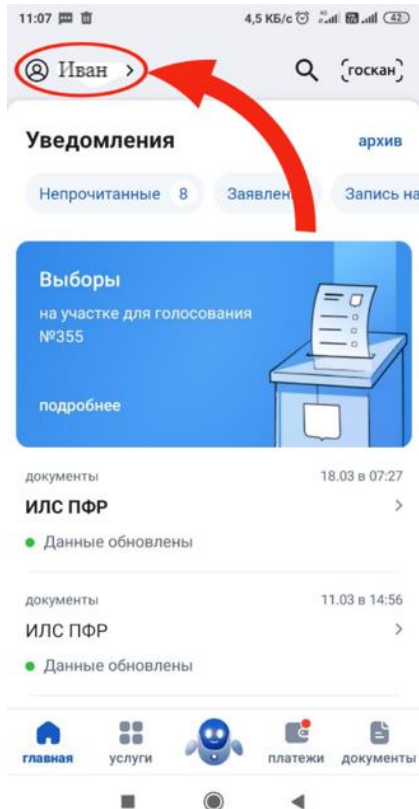 11:07 4,5 КБ/с 42
Иван >
(госкан)
Уведомления архив
Непрочитанные 8 Запись на
Выборы
на участке для голосования
№355
подробнее
документы 18.03 в 07:27
ИЛС ПФР >
Данные обновлены
документы 11.03 в 14:56
ИЛС ПФР >
Данные обновлены
главная услуги платежи документы